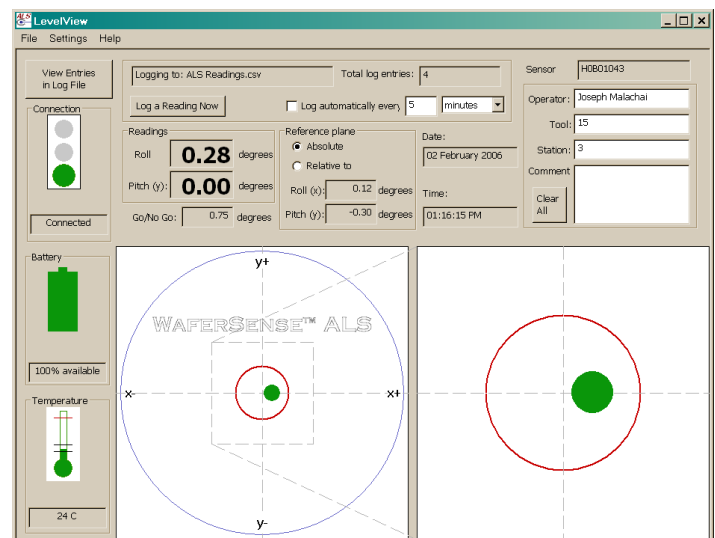 ALS LevelView
File Settings Help
View Entries
in Log File
Logging to: ALS Readings.csv
Total log entries: 4
Log a Reading Now
Log automatically every 5 minutes
Sensor H0B01043
Operator: Joseph Malachai
Tool: 15
Station: 3
Comment
Clear
All
Connection
Connected
Readings
Roll 0.28 degrees
Pitch (y): 0.00 degrees
Go/No Go: 0.75 degrees
Reference plane
Absolute
Relative to
Roll (x): 0.12 degrees
Pitch (y): -0.30 degrees
Date:
02 February 2006
Time:
01:16:15 PM
Battery
100% available
Temperature
24 C
y+
WAFERSENSE™ ALS
x-
x+
y-